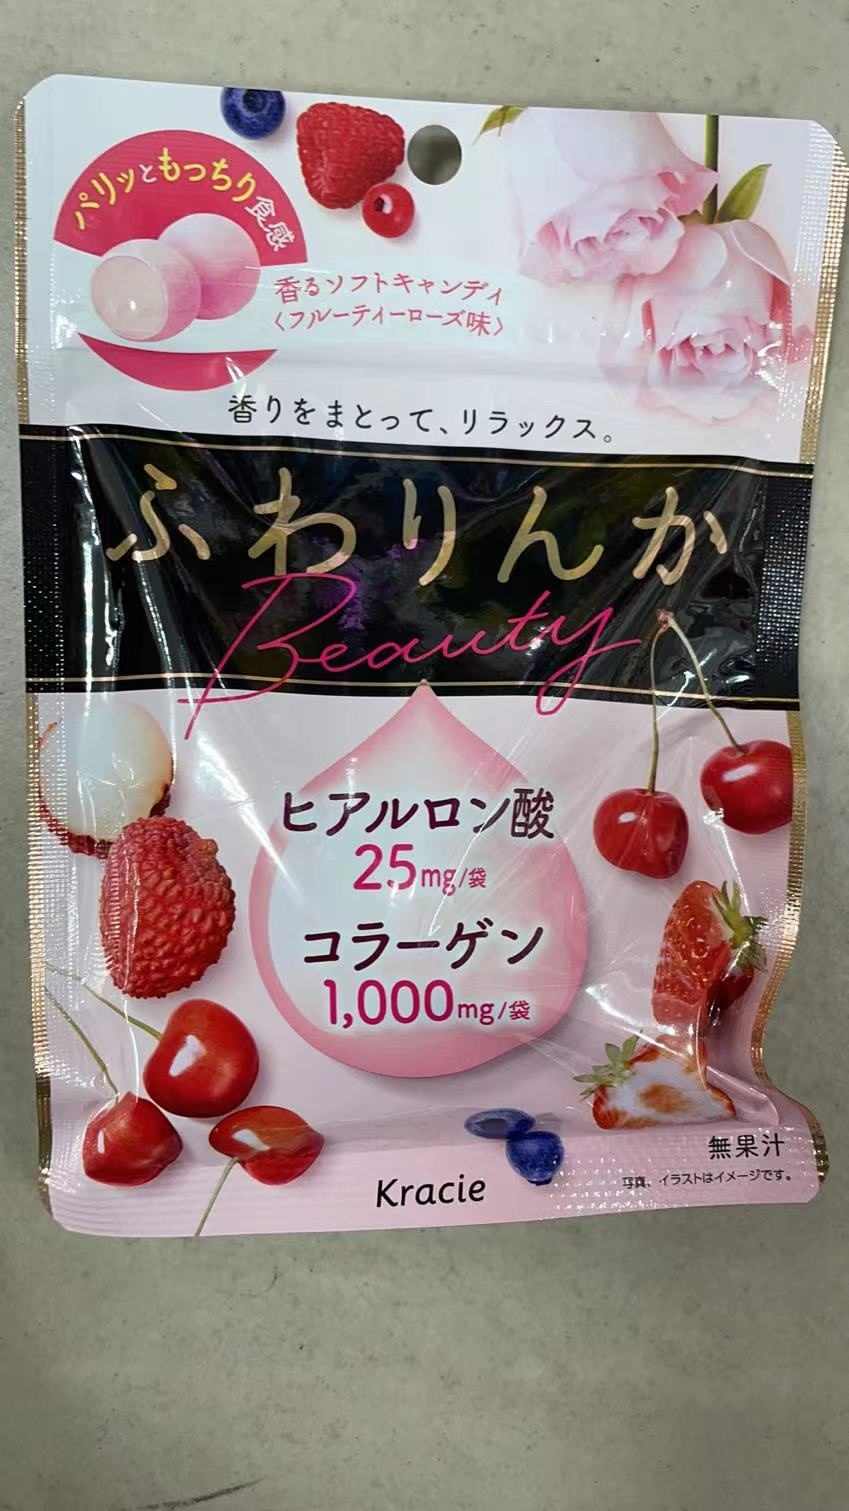 パリッともっちり食感
香るソフトキャンディ
〈フルーティーローズ味〉
香りをまとって、リラックス。
ふわりんか
Beauty
ヒアルロン酸
25mg/袋
コラーゲン
1,000mg/袋
無果汁
写真、イラストはイメージです。
Kracie